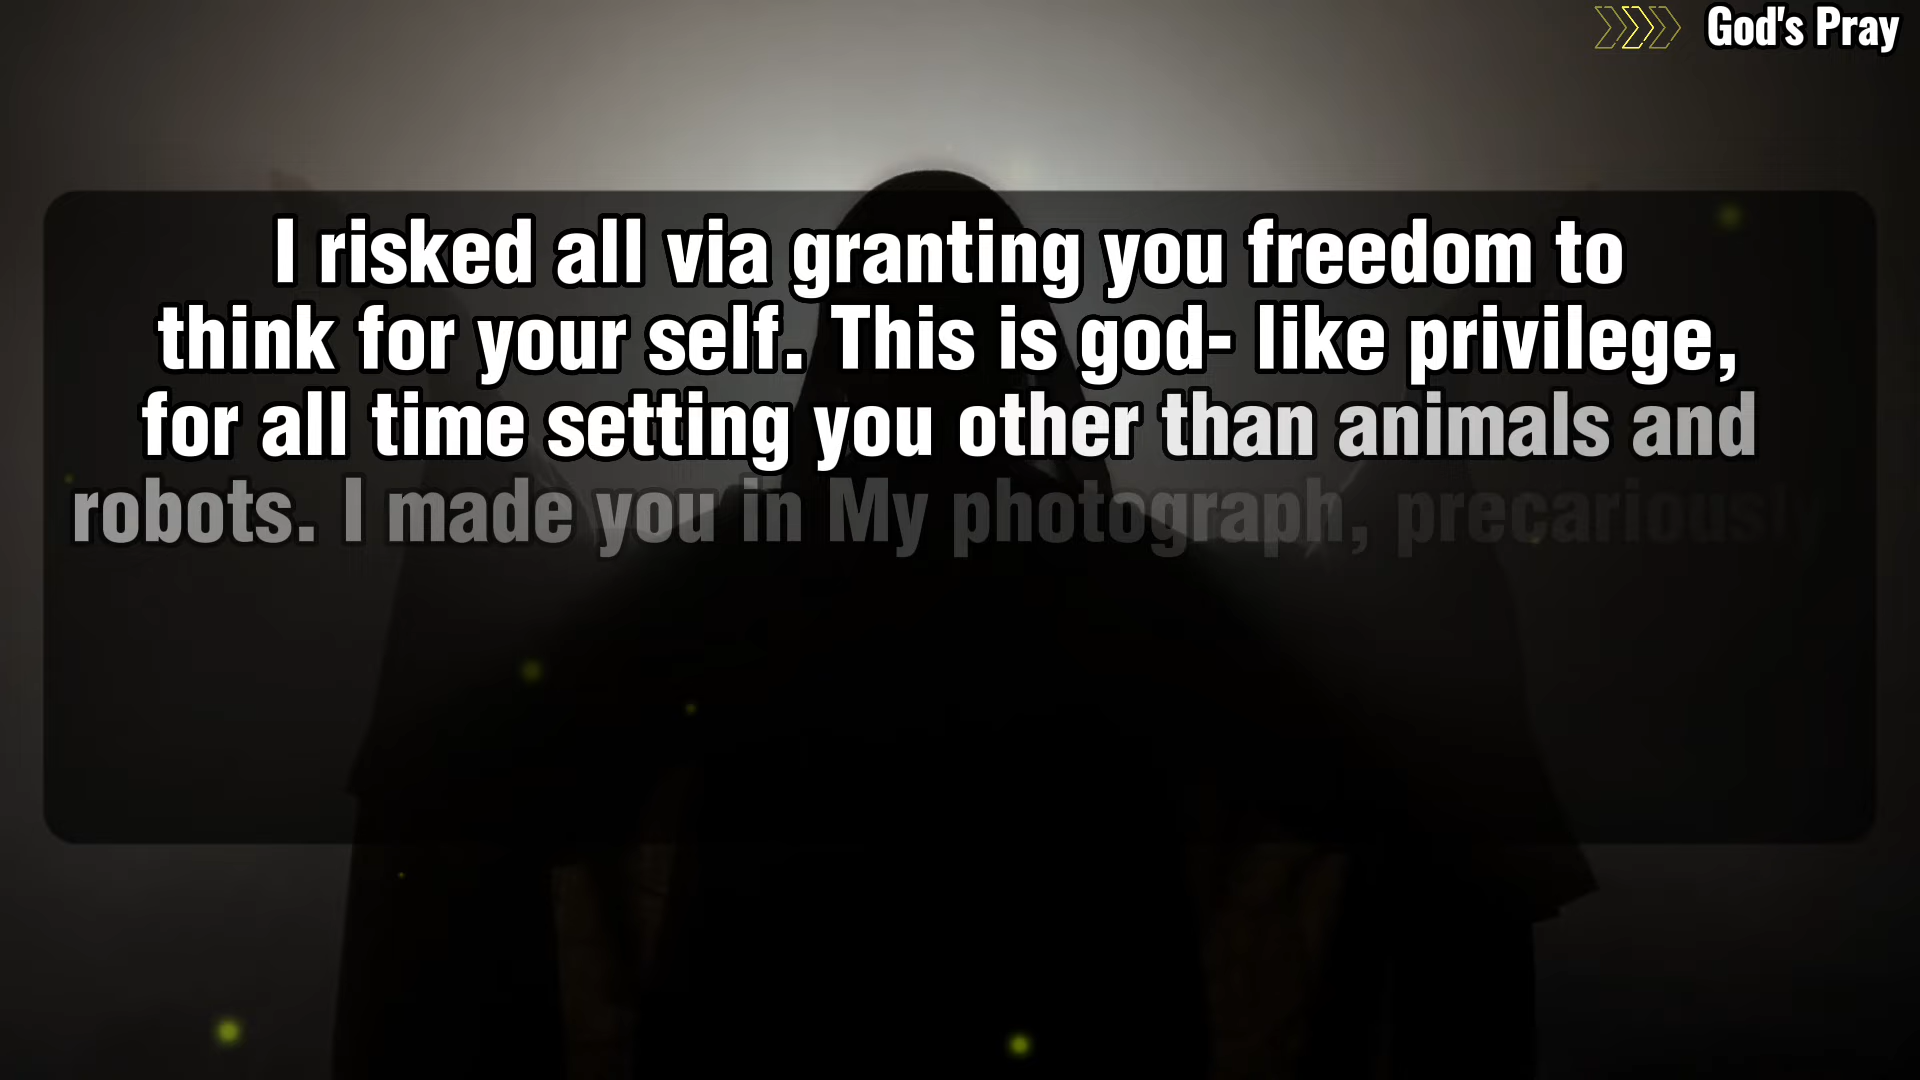 God's Pray
I risked all via granting you freedom to
think for your self. This is god- like privilege,
for all time setting you other than animals and
robots. I made you in My photograph, precariously